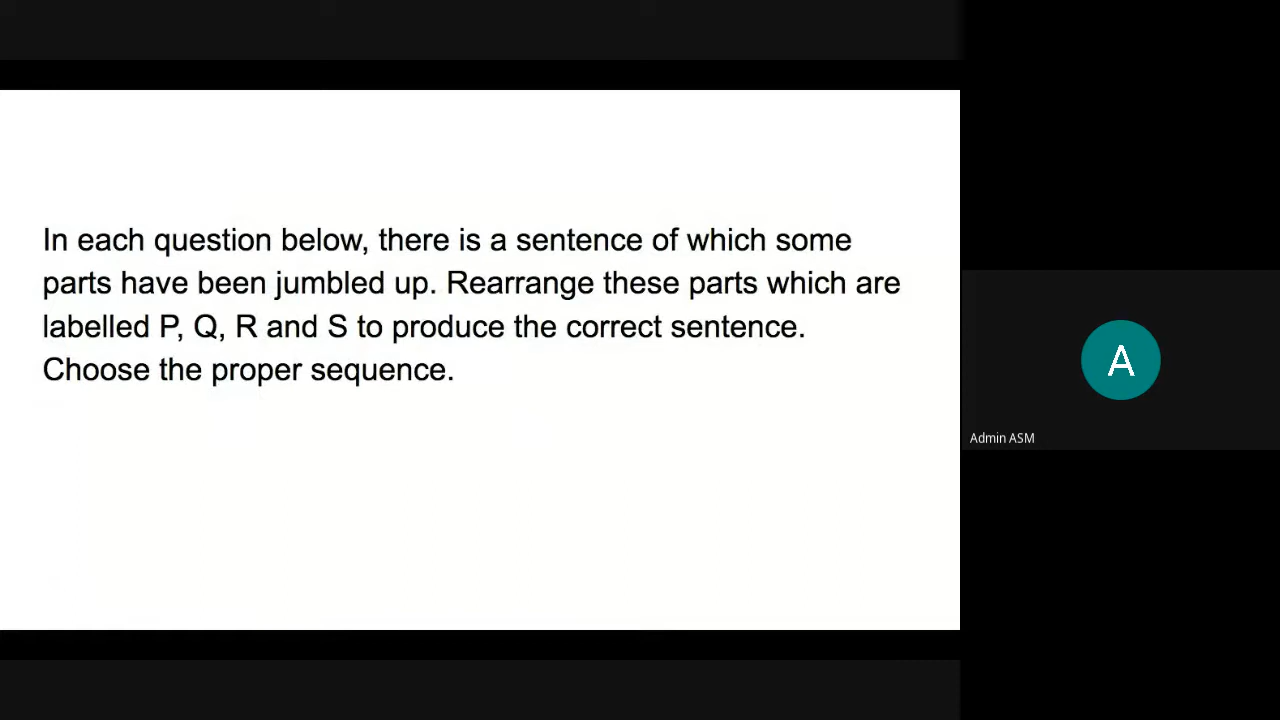 In each question below, there is a sentence of which some
parts have been jumbled up. Rearrange these parts which are
labelled P, Q, R and S to produce the correct sentence.
Choose the proper sequence.
A
Admin ASM